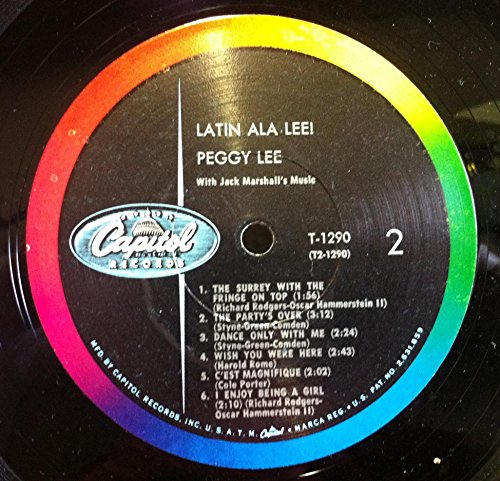 LATIN ALA LEE!
PEGGY LEE
With Jack Marshall's Music
Capitol
RECORDS
T-1290
(T2-1290)
2
1. THE SURREY WITH THE
FRINGE ON TOP (1:56)
(Richard Rodgers-Oscar Hammerstein II)
2. THE PARTY'S OVER (3:12)
(Styne-Green-Comden)
3. DANCE ONLY WITH ME (2:24)
(Styne-Green-Comden)
4. WISH YOU WERE HERE (2:43)
(Harold Rome)
5. C'EST MAGNIFIQUE (2:02)
(Cole Porter)
6. I ENJOY BEING A GIRL
(2:10) (Richard Rodgers-
Oscar Hammerstein II)
MFD. BY CAPITOL RECORDS, INC. U.S.A. T.M. Capitol MARCA REG. • U.S. PAT. NO. 2,631,859